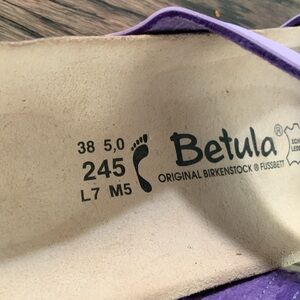 38 5,0
245
L7 M5
Betula®
ORIGINAL BIRKENSTOCK ® FUSSBETT